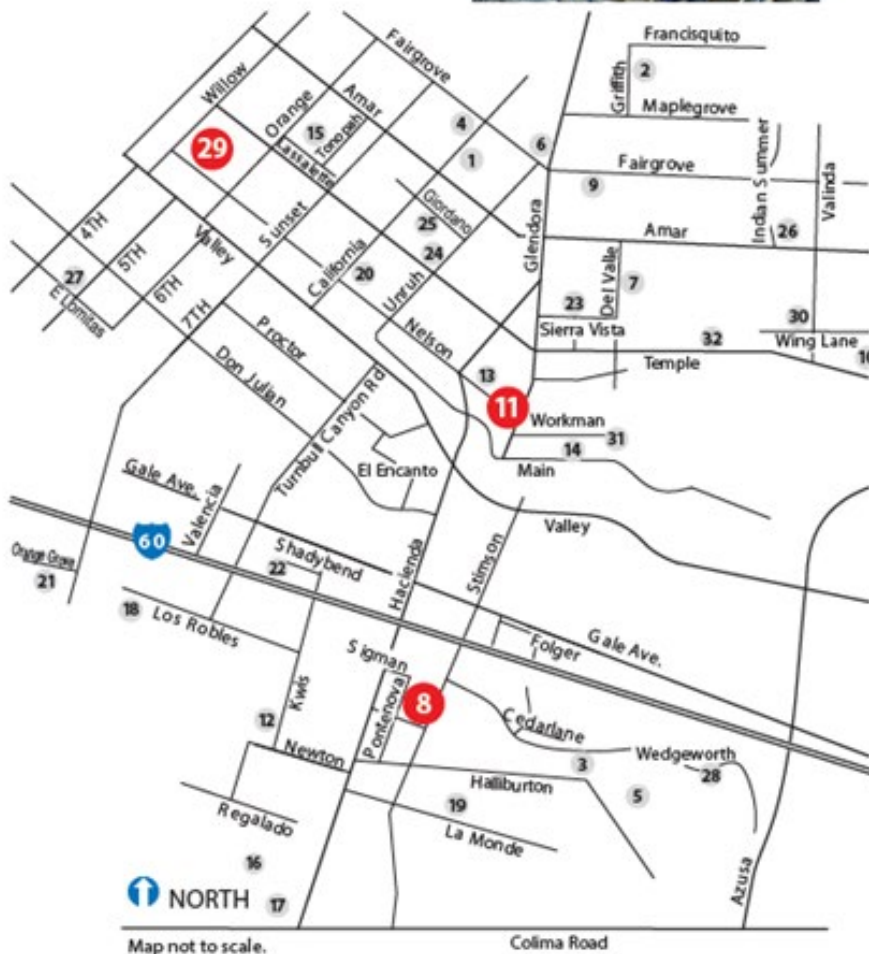 Francisquito
Fairgrove
Willow
Griffith
2
Amar
Orange
4
Maplegrove
15
Tonopah
29
Lassalette
1
6
Fairgrove
Indian Summer
Valinda
9
4TH
Sunset
Giordano
25
Glendora
Amar
26
Valley
5TH
24
Del Valle
7
27
California
20
Unruh
6TH
23
30
E Lomitas
7TH
Nelson
Sierra Vista
32
Wing Lane
Proctor
Temple
Don Julian
13
11
Workman
31
Turnbull Canyon Rd
14
El Encanto
Main
Gale Ave.
Valencia
Valley
60
Stimson
Orange Grove
Shadybend
21
22
Hacienda
18
Los Robles
Folger
Gale Ave.
Sigman
Kwis
8
Pontenova
12
Cedarlane
Newton
Wedgeworth
3
28
Halliburton
5
19
Regalado
La Monde
16
Azusa
NORTH
17
Map not to scale.
Colima Road